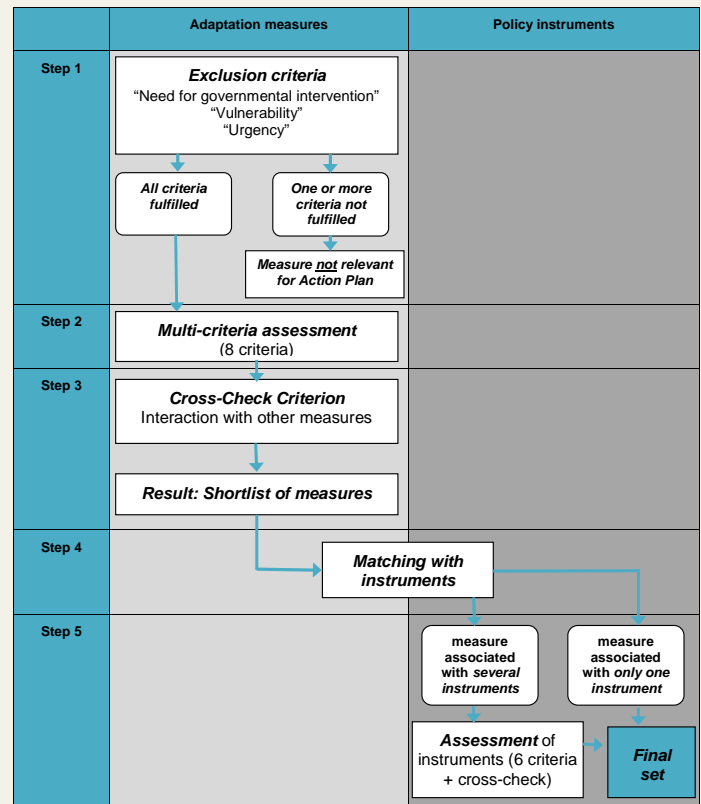 Adaptation measures
Policy instruments
Step 1
Exclusion criteria
“Need for governmental intervention”
“Vulnerability”
“Urgency”
All criteria
fulfilled
One or more
criteria not
fulfilled
Measure not relevant
for Action Plan
Step 2
Multi-criteria assessment
(8 criteria)
Step 3
Cross-Check Criterion
Interaction with other measures
Result: Shortlist of measures
Step 4
Matching with
instruments
Step 5
measure
associated
with several
instruments
measure
associated
with only one
instrument
Assessment of
instruments (6 criteria
+ cross-check)
Final
set